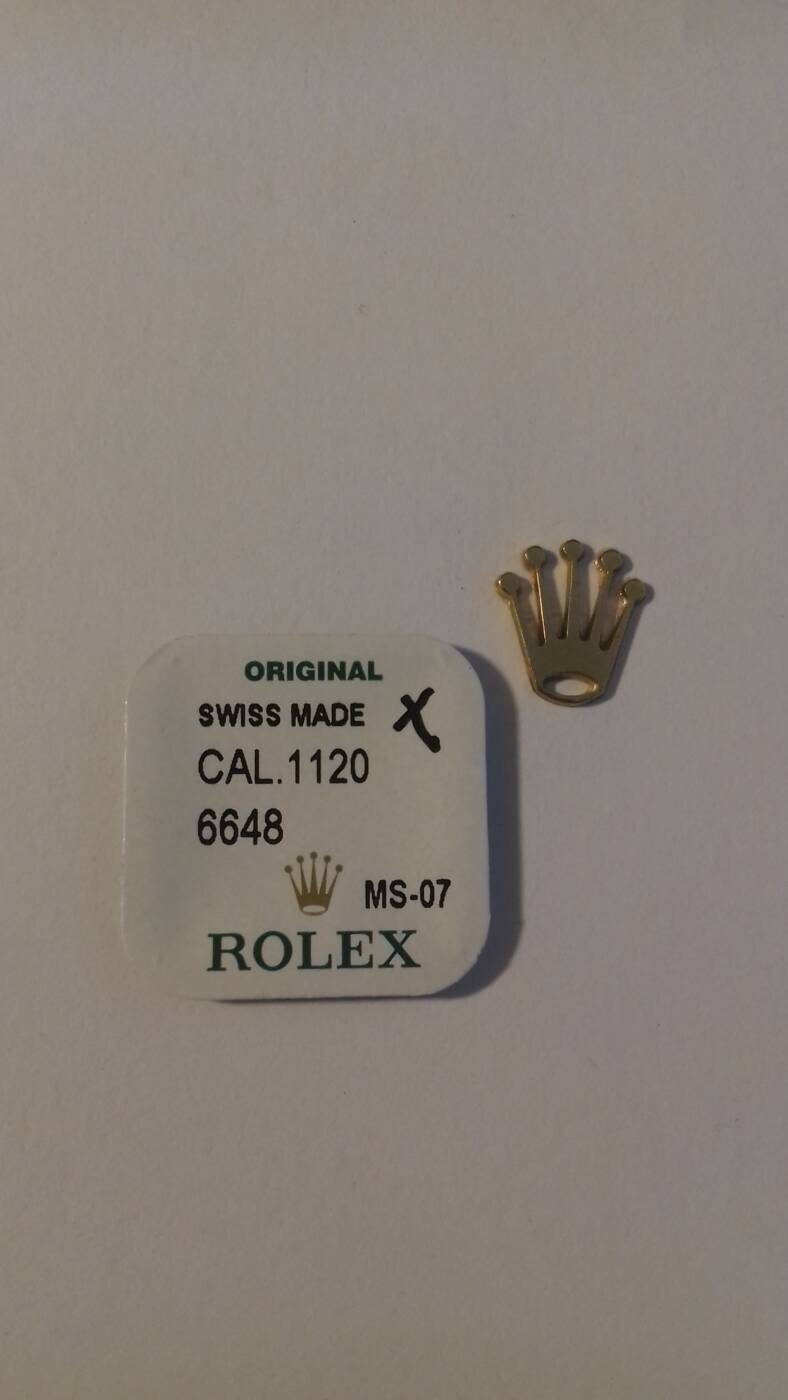 ORIGINAL
SWISS MADE X
CAL.1120
6648
MS-07
ROLEX